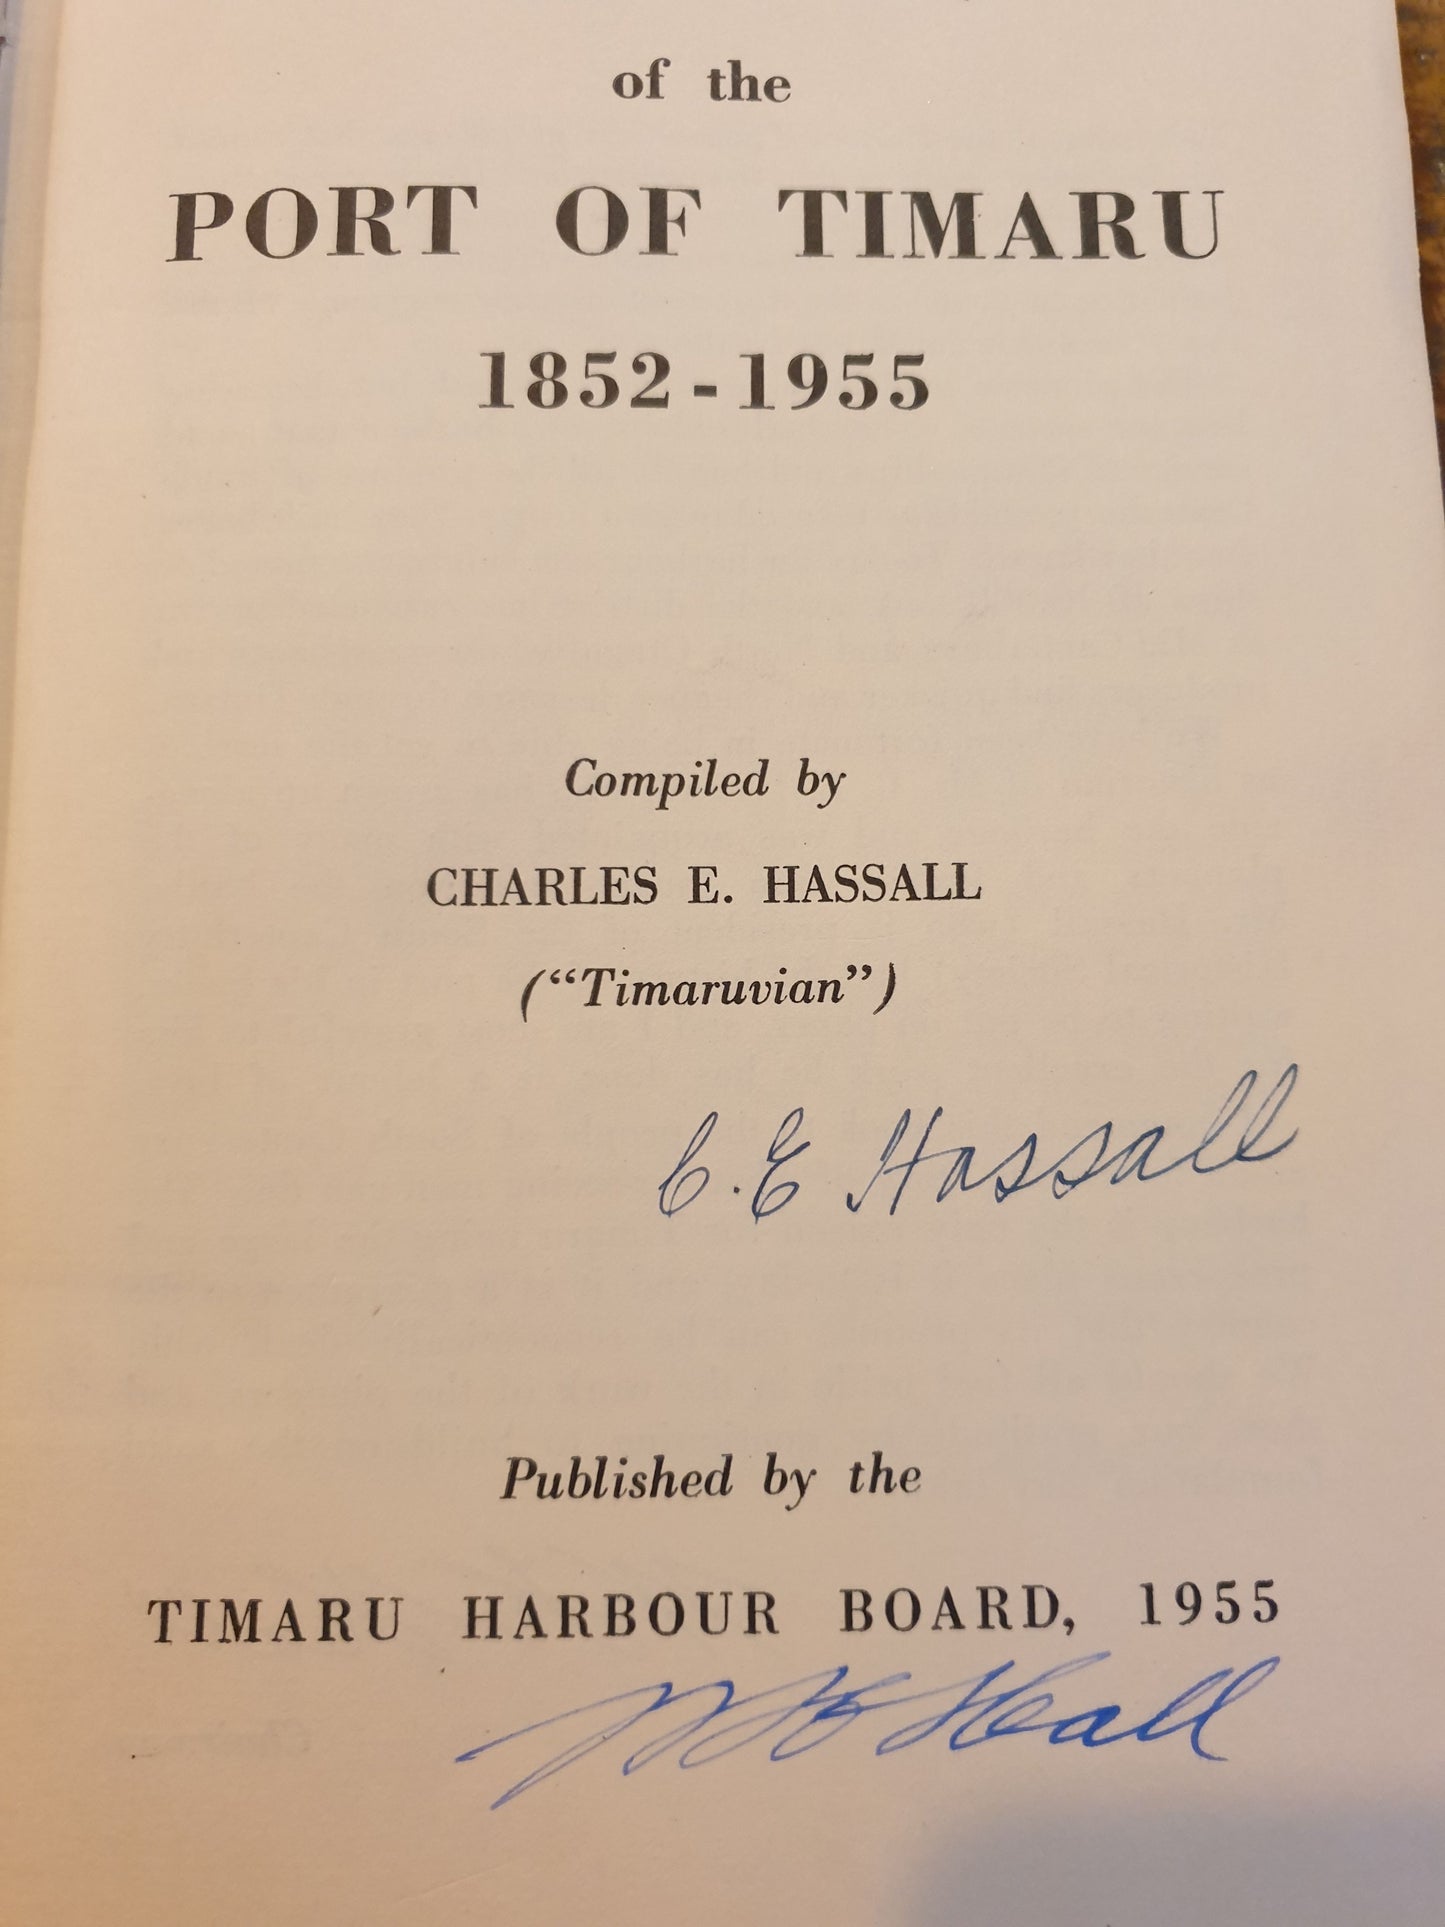 of the
PORT OF TIMARU
1852-1955
Compiled by
CHARLES E. HASSALL
("Timaruvian")
C.E Hassall
Published by the
TIMARU HARBOUR BOARD, 1955
Hall